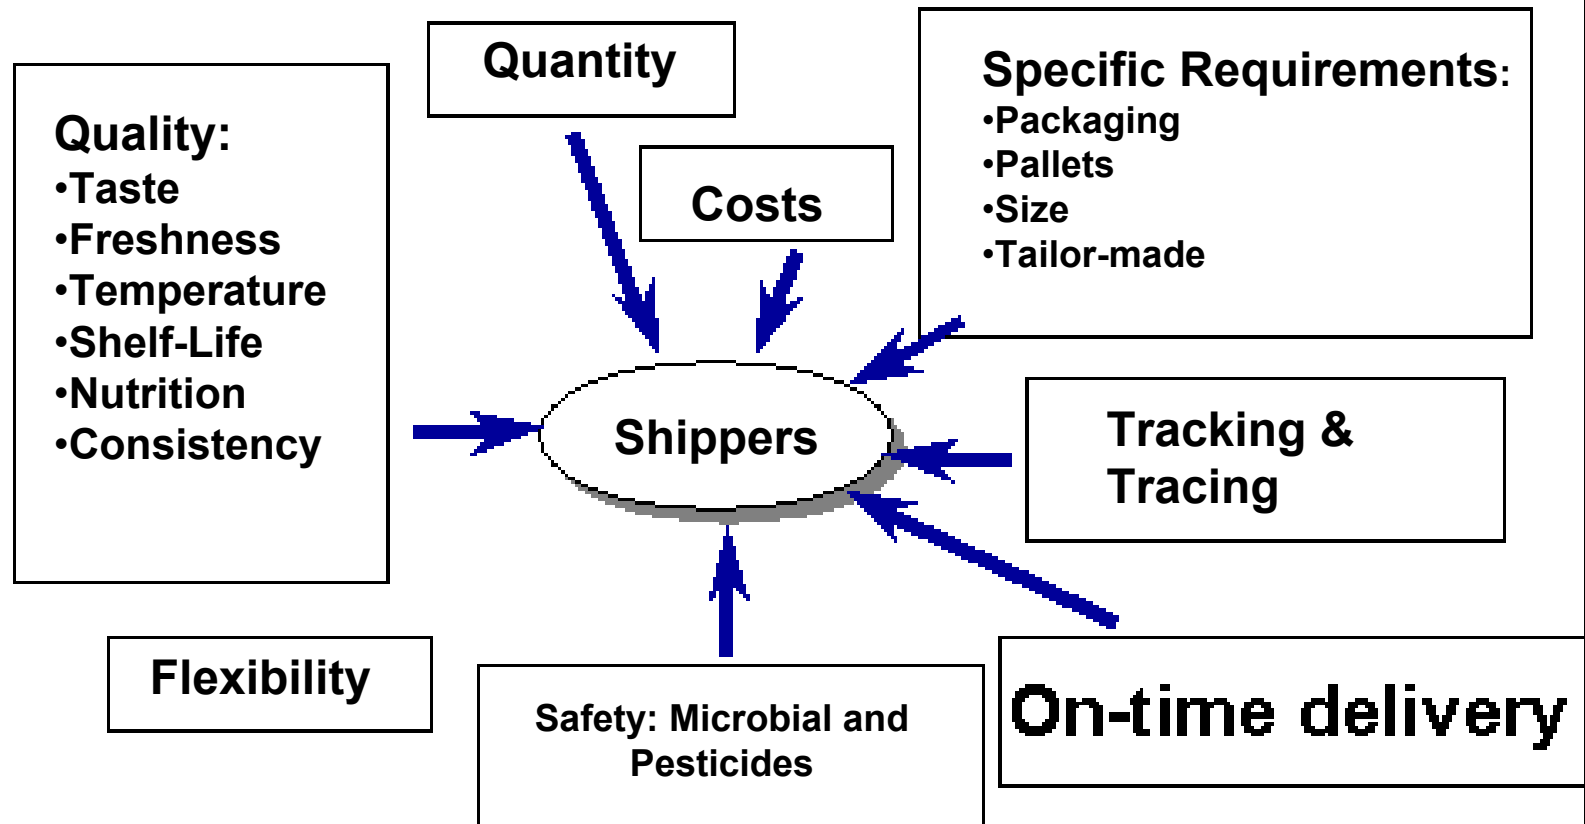 Quantity
Specific Requirements:
•Packaging
•Pallets
•Size
•Tailor-made
Quality:
•Taste
•Freshness
•Temperature
•Shelf-Life
•Nutrition
•Consistency
Costs
Shippers
Tracking &
Tracing
Flexibility
Safety: Microbial and
Pesticides
On-time delivery